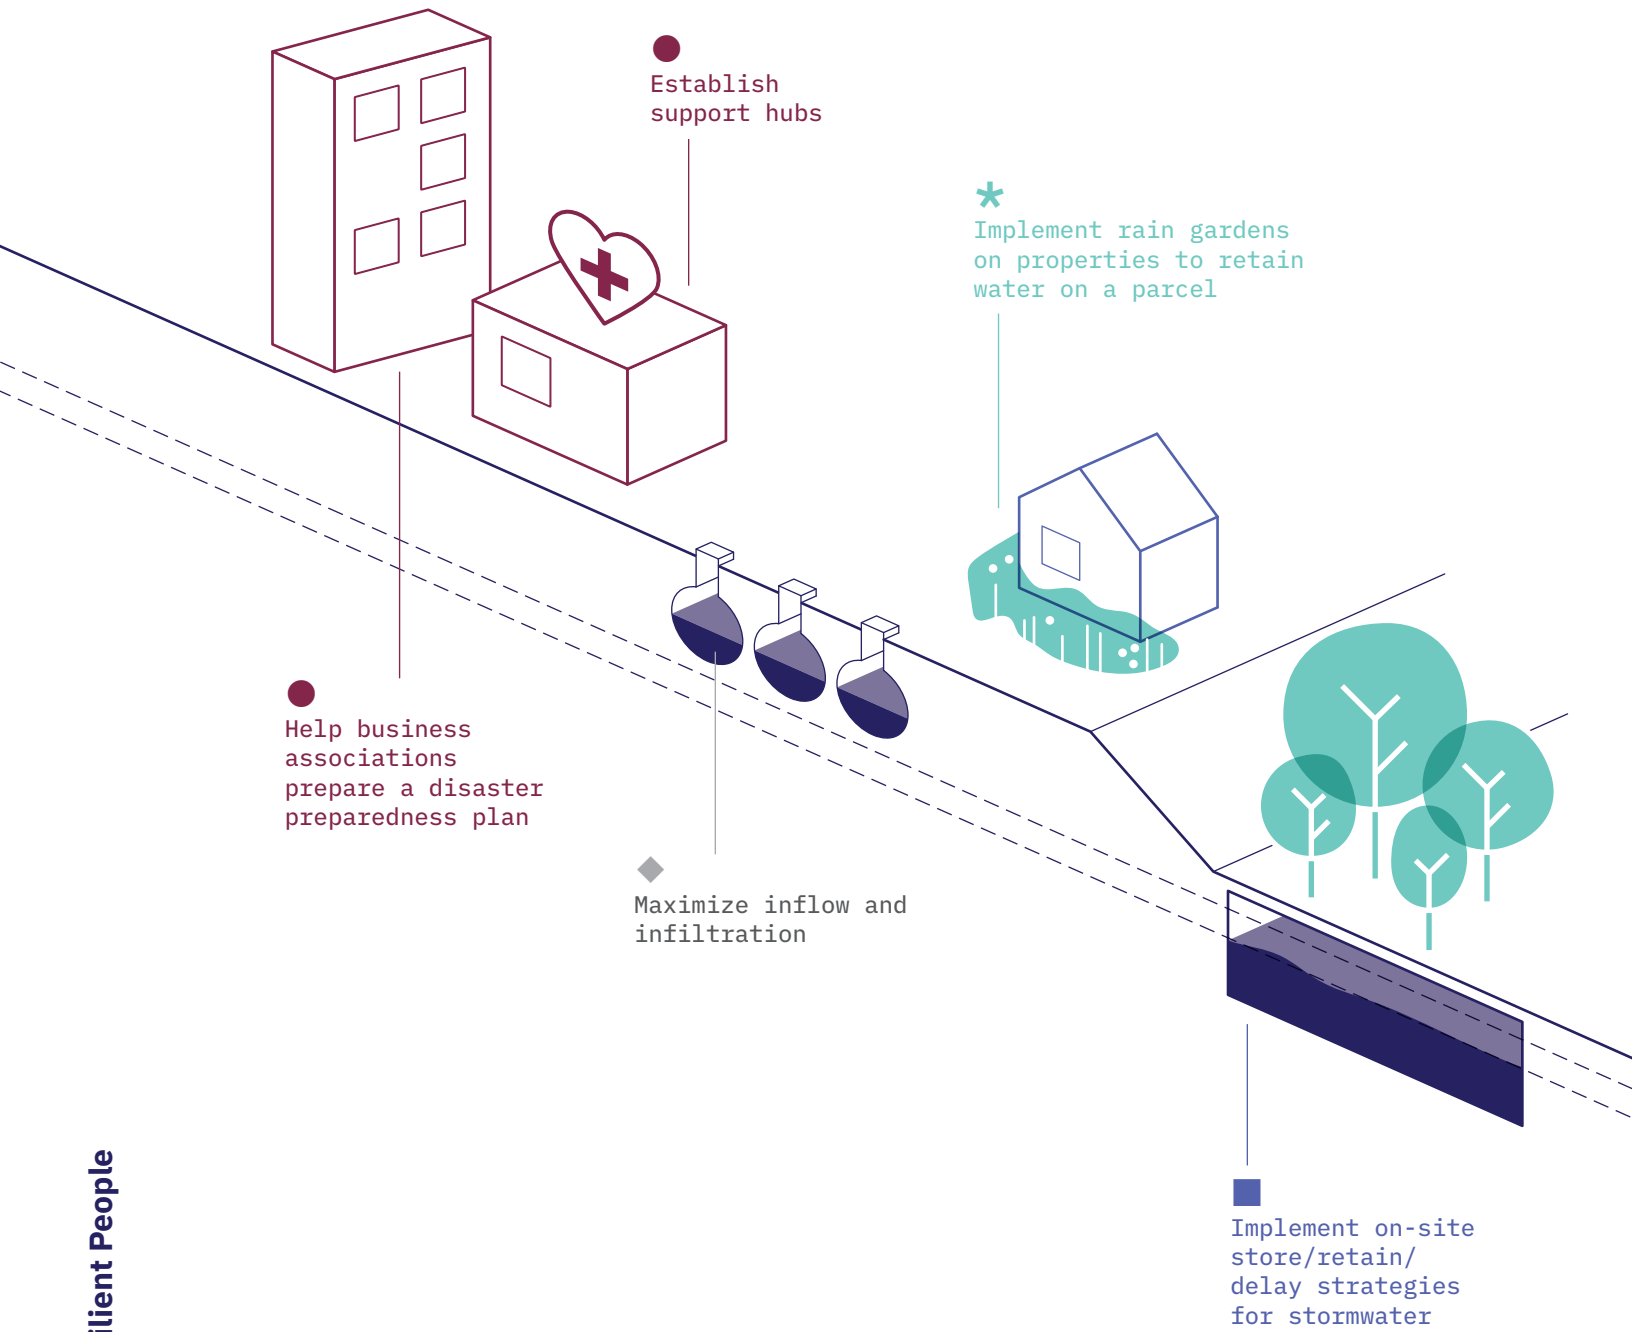 Establish
support hubs
Implement rain gardens
on properties to retain
water on a parcel
Help business
associations
prepare a disaster
preparedness plan
Maximize inflow and
infiltration
Implement on-site
store/retain/
delay strategies
for stormwater
People